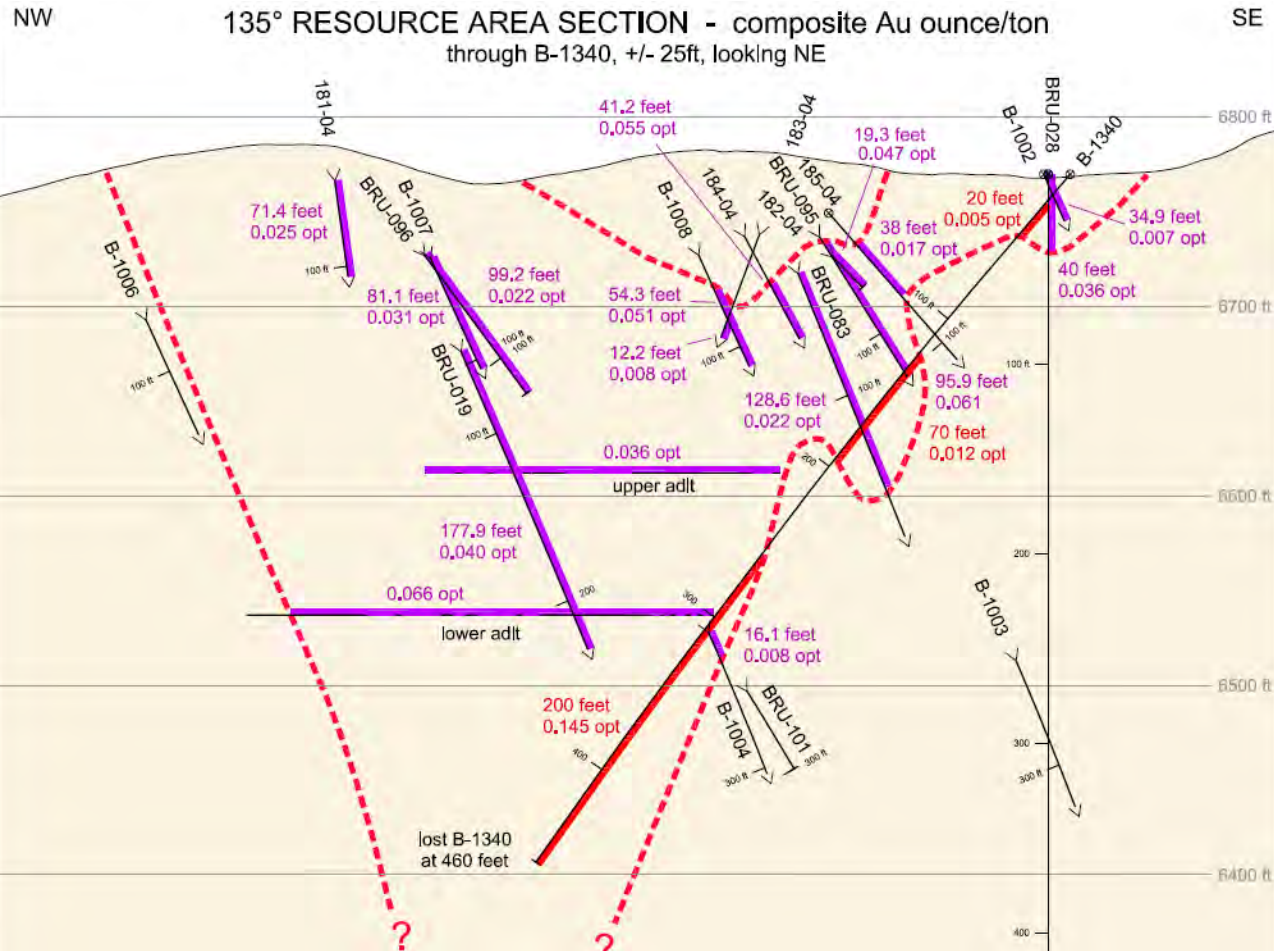 NW
135° RESOURCE AREA SECTION - composite Au ounce/ton
SE
through B-1340, +/- 25ft, looking NE
181-04
41.2 feet
0.055 opt
183-04
19.3 feet
0.047 opt
B-1002
BRU-028
B-1340
6800 ft
71.4 feet
0.025 opt
100 ft
BRU-096
B-1007
B-1008
184-04
BRU-095
182-04
185-04
38 feet
0.017 opt
20 feet
0.005 opt
34.9 feet
0.007 opt
40 feet
0.036 opt
B-1006
100 ft
81.1 feet
0.031 opt
99.2 feet
0.022 opt
100 ft
100 ft
54.3 feet
0.051 opt
12.2 feet
0.008 opt
100 ft
BRU-083
100 ft
100 ft
100 ft
100 ft
6700 ft
100 ft
BRU-019
100 ft
128.6 feet
0.022 opt
95.9 feet
0.061
70 feet
0.012 opt
0.036 opt
upper adit
200
6600 ft
177.9 feet
0.040 opt
200
200
0.066 opt
lower adit
300
16.1 feet
0.008 opt
B-1003
6500 ft
200 feet
0.145 opt
400
B-1004
BRU-101
300 ft
300 ft
300
300 ft
lost B-1340
at 460 feet
6400 ft
?
?
400